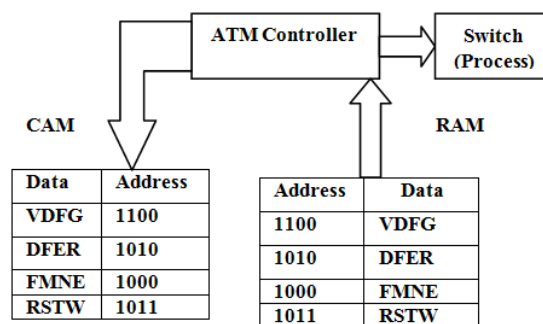 ATM Controller
Switch
(Process)
CAM
RAM
Data Address
VDFG 1100
DFER 1010
FMNE 1000
RSTW 1011
Address Data
1100 VDFG
1010 DFER
1000 FMNE
1011 RSTW